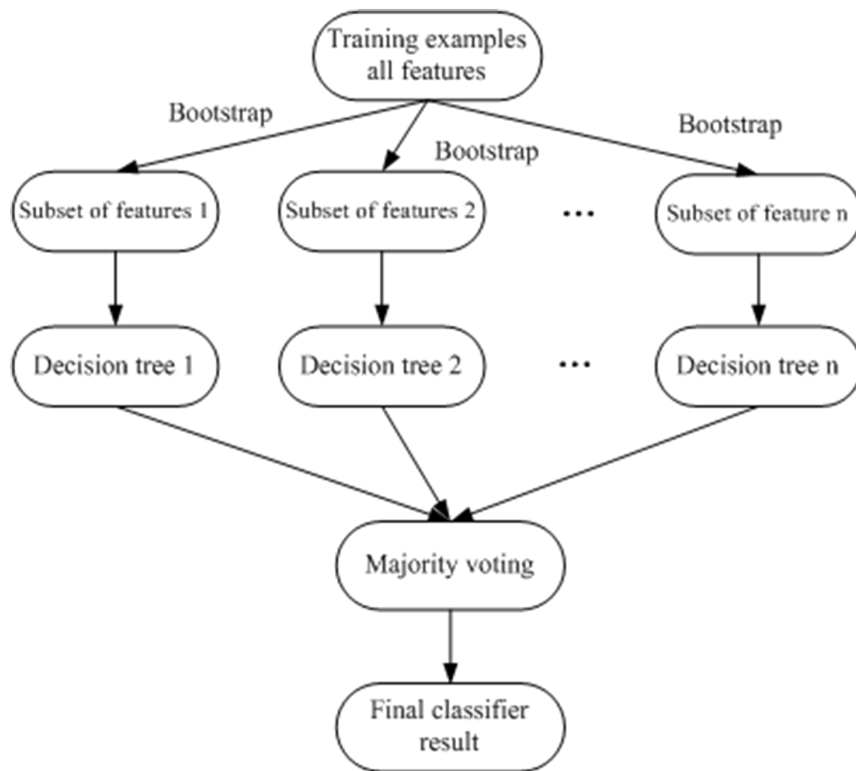 Training examples
all features
Bootstrap
Bootstrap
Bootstrap
Subset of features 1
Subset of features 2
...
Subset of feature n
Decision tree 1
Decision tree 2
...
Decision tree n
Majority voting
Final classifier
result